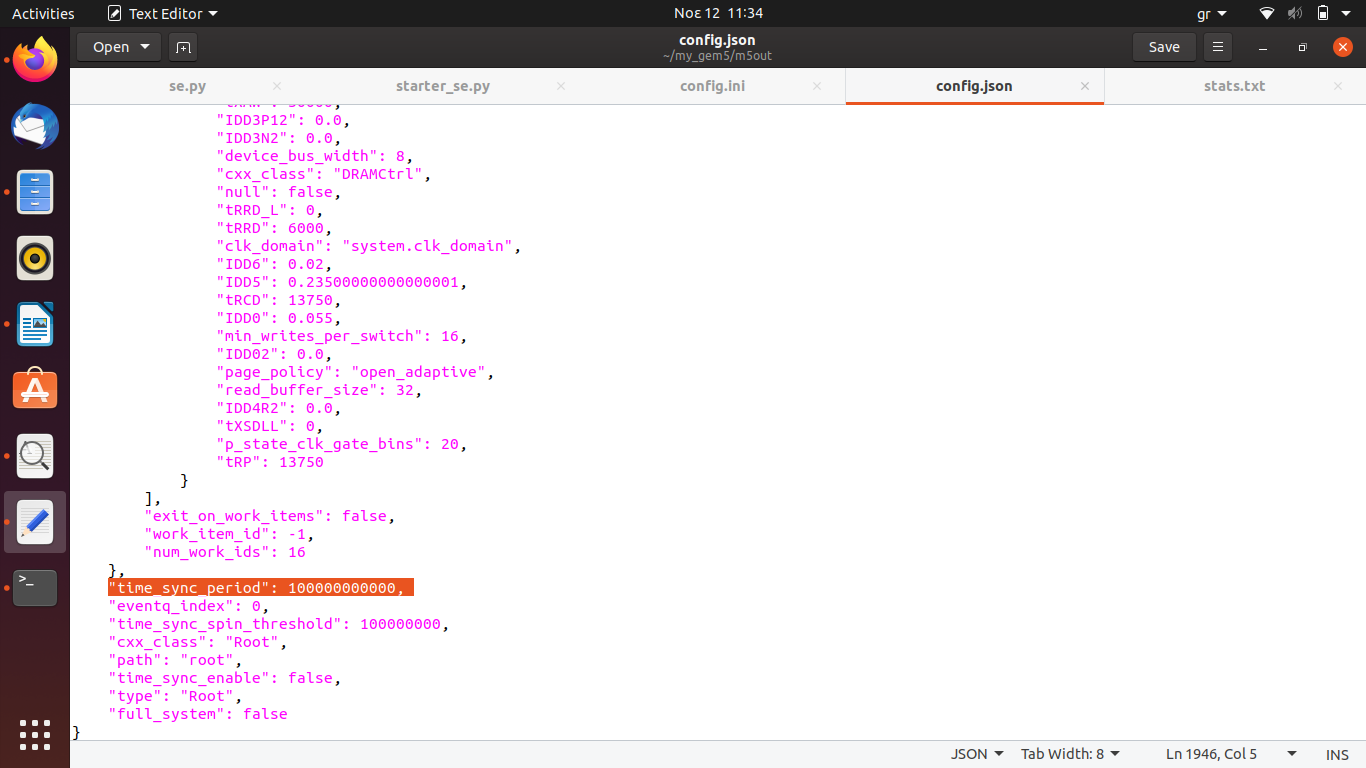 Activities Text Editor Νοε 12 11:34 gr
Open config.json Save
~/my_gem5/m5out
se.py starter_se.py config.ini config.json stats.txt
"IDD3P12": 0.0,
"IDD3N2": 0.0,
"device_bus_width": 8,
"cxx_class": "DRAMCtrl",
"null": false,
"tRRD_L": 0,
"tRRD": 6000,
"clk_domain": "system.clk_domain",
"IDD6": 0.02,
"IDD5": 0.23500000000000001,
"tRCD": 13750,
"IDD0": 0.055,
"min_writes_per_switch": 16,
"IDD02": 0.0,
"page_policy": "open_adaptive",
"read_buffer_size": 32,
"IDD4R2": 0.0,
"tXSDLL": 0,
"p_state_clk_gate_bins": 20,
"tRP": 13750
}
],
"exit_on_work_items": false,
"work_item_id": -1,
"num_work_ids": 16
},
"time_sync_period": 100000000000,
"eventq_index": 0,
"time_sync_spin_threshold": 100000000,
"cxx_class": "Root",
"path": "root",
"time_sync_enable": false,
"type": "Root",
"full_system": false
}
JSON Tab Width: 8 Ln 1946, Col 5 INS